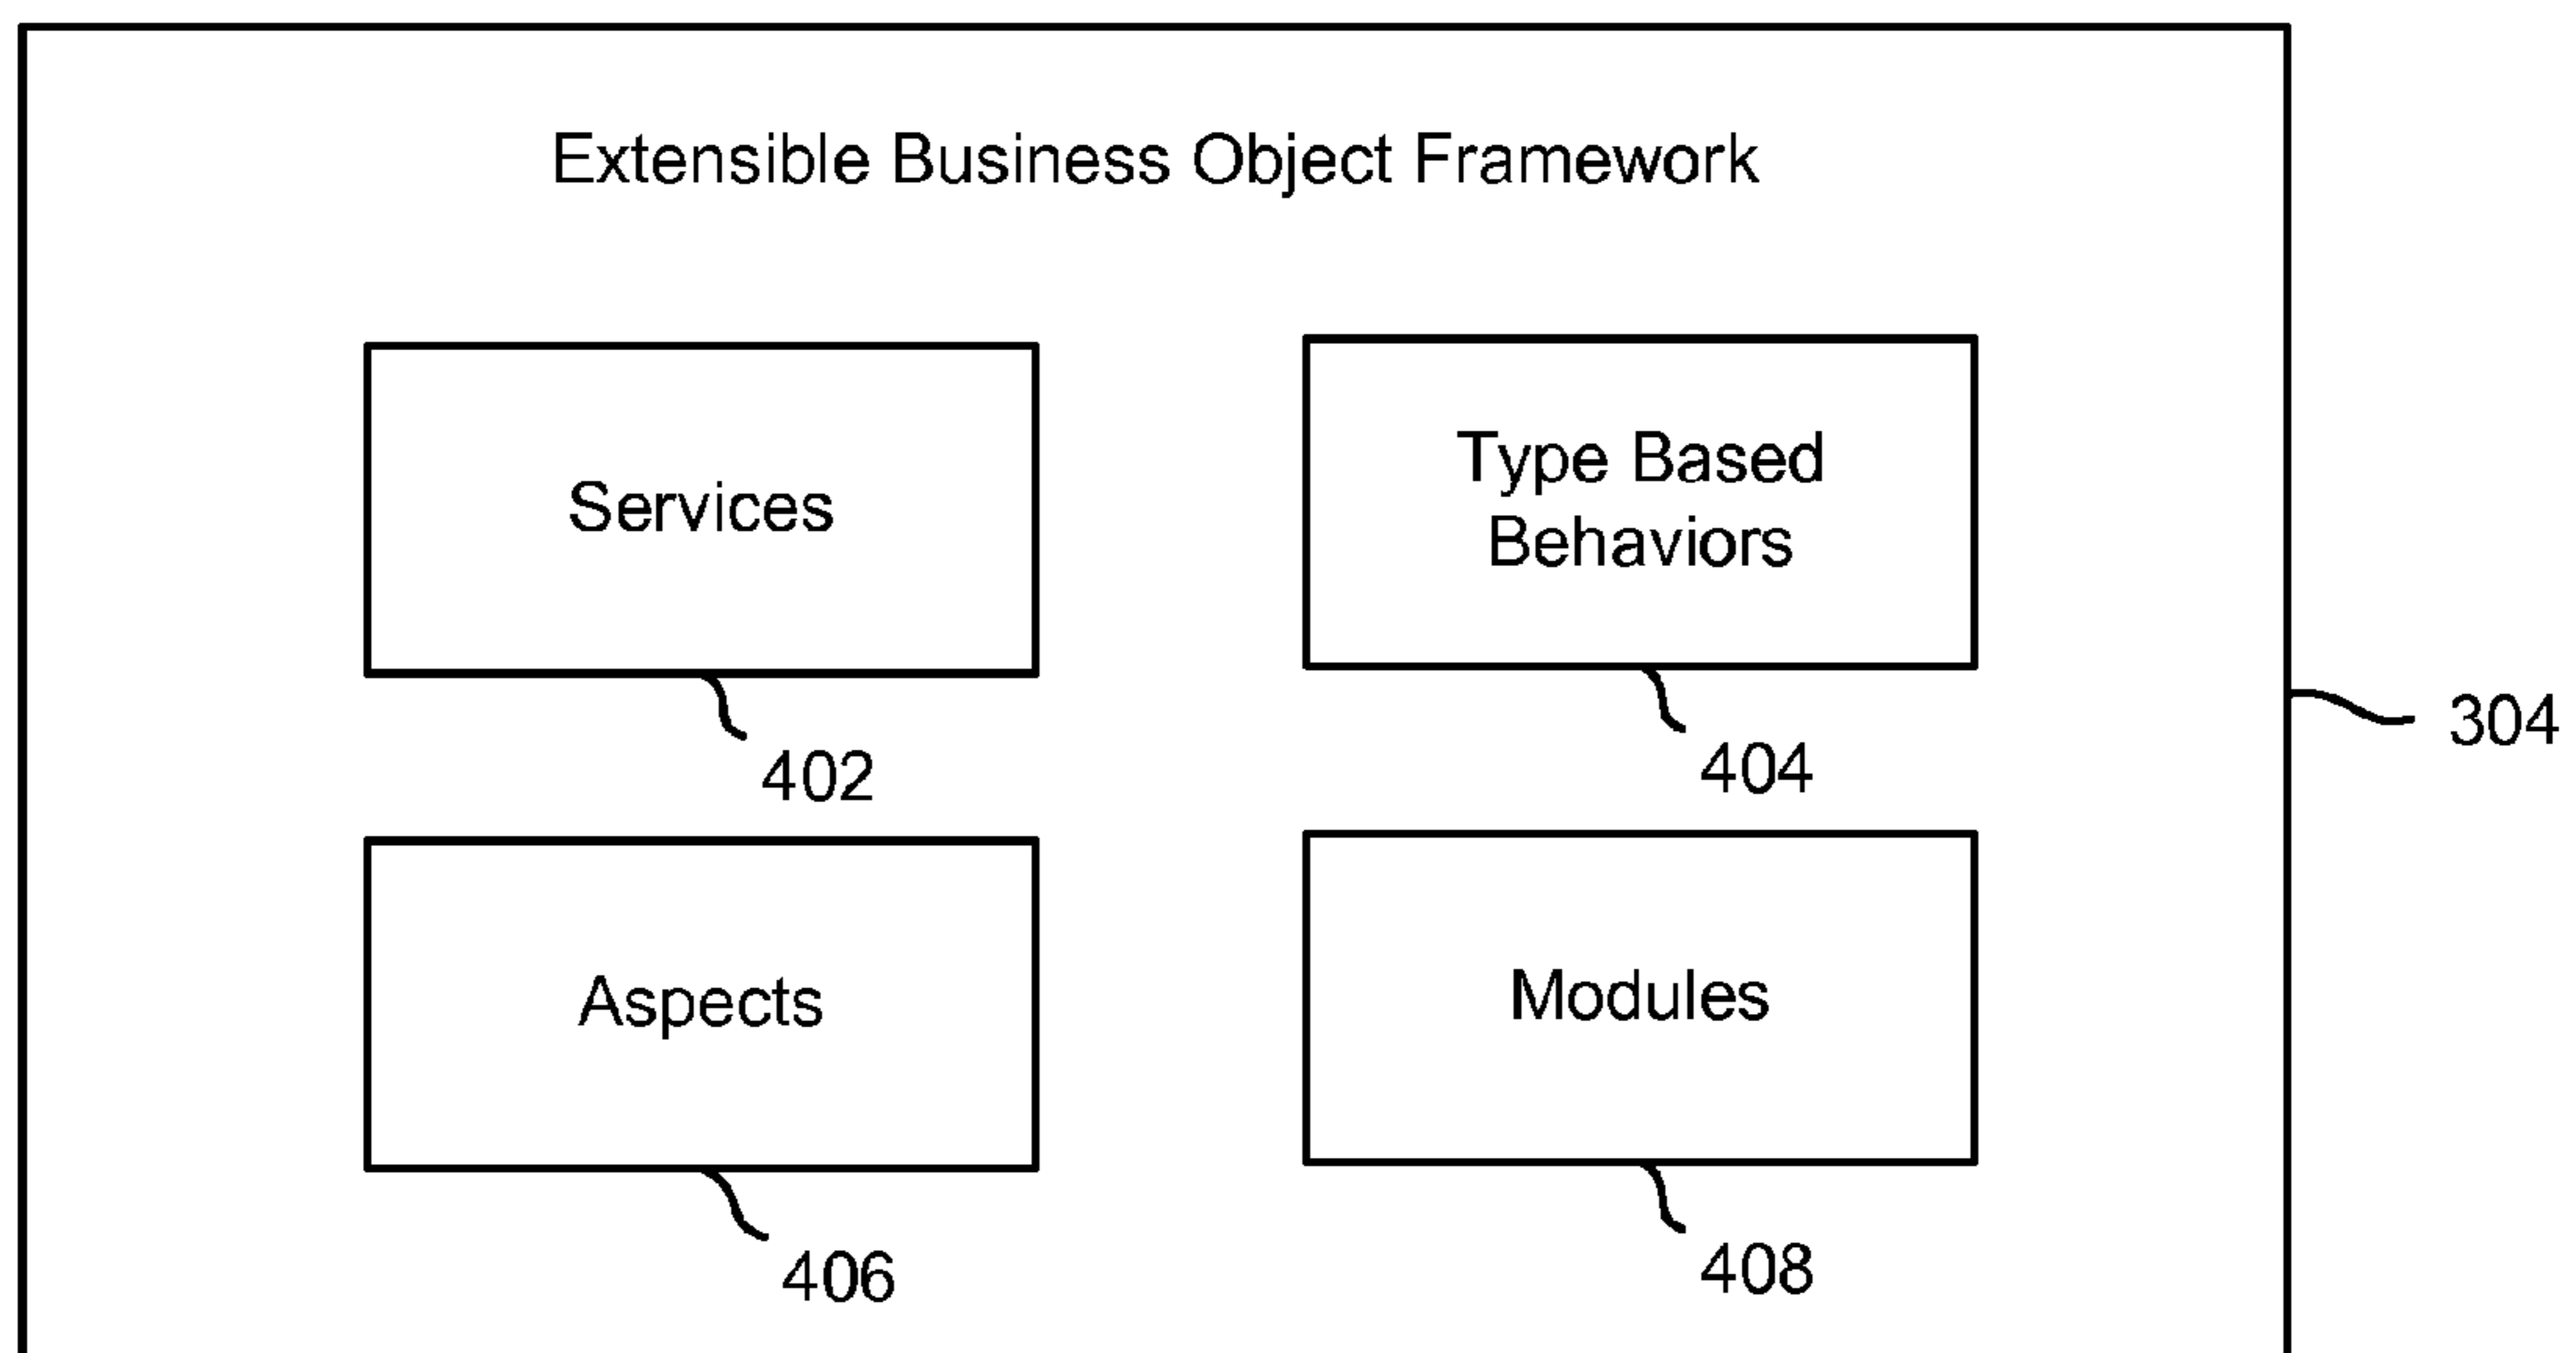 Extensible Business Object Framework
Services
Type Based
Behaviors
402
404
304
Aspects
Modules
406
408